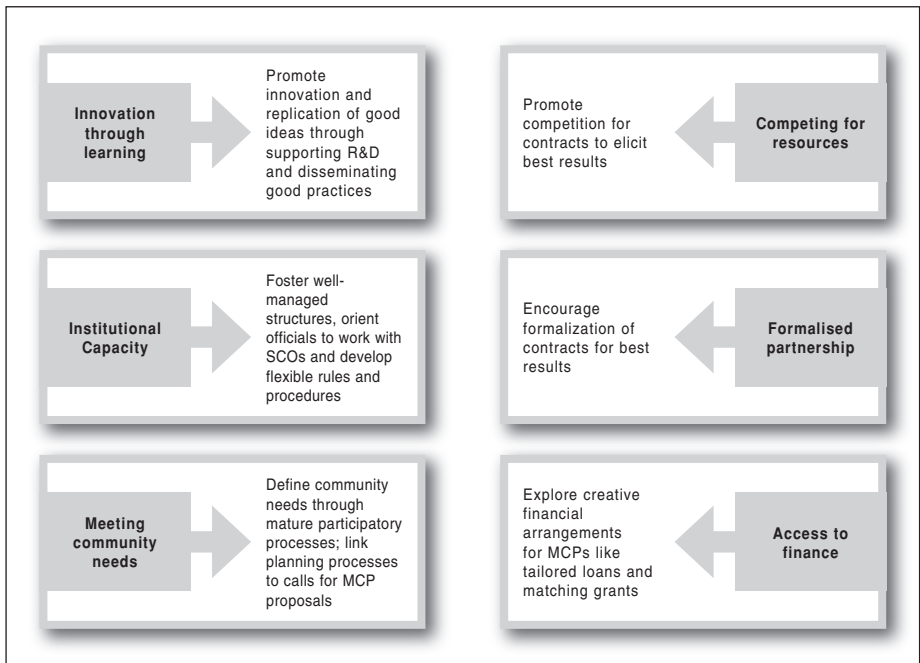 Innovation
through
learning
Promote
innovation and
replication of good
ideas through
supporting R&D
and disseminating
good practices
Promote
competition for
contracts to elicit
best results
Competing for
resources
Institutional
Capacity
Foster well-
managed
structures, orient
officials to work with
SCOs and develop
flexible rules and
procedures
Encourage
formalization of
contracts for best
results
Formalised
partnership
Meeting
community
needs
Define community
needs through
mature participatory
processes; link
planning processes
to calls for MCP
proposals
Explore creative
financial
arrangements
for MCPs like
tailored loans and
matching grants
Access to
finance